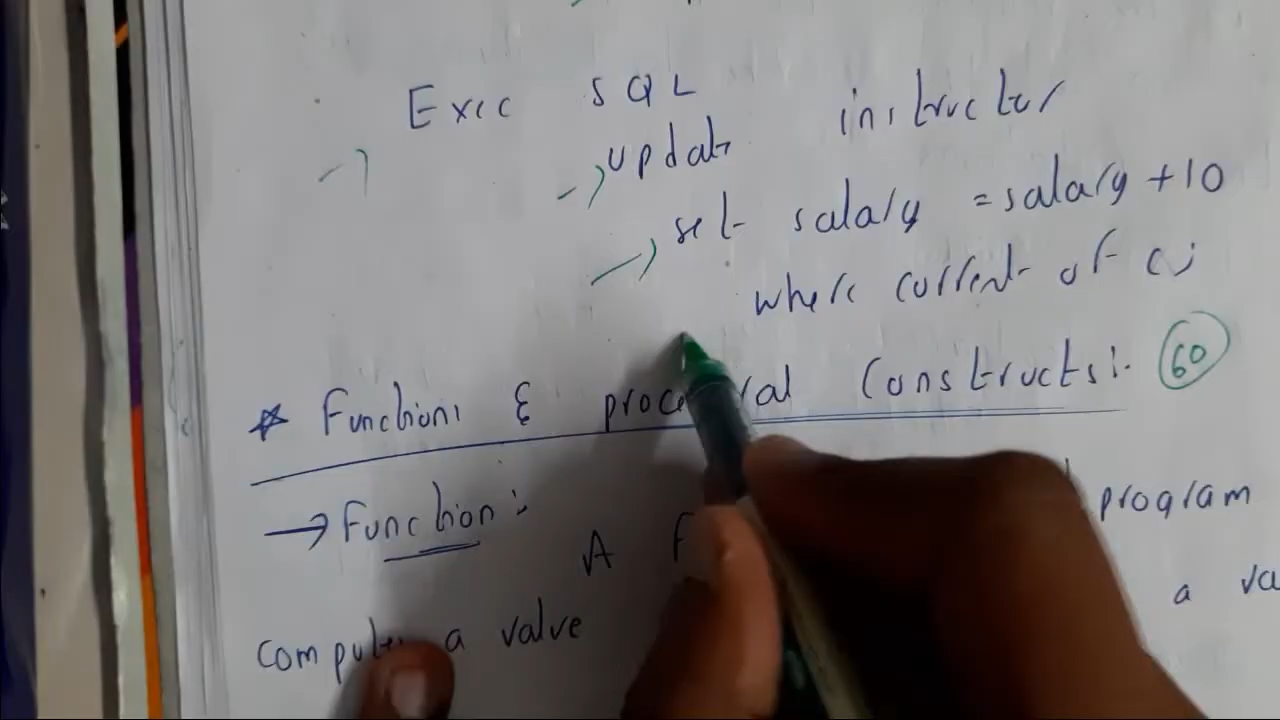 Exec SQL
update instructor
set salary = salary + 10
where current of c;
* Functions & procedural Constructs:- 60
→ Function:
A program
computes a value a